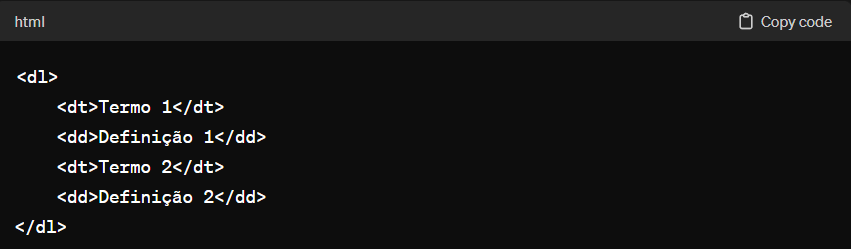 html
Copy code
<dl>
    <dt>Termo 1</dt>
    <dd>Definição 1</dd>
    <dt>Termo 2</dt>
    <dd>Definição 2</dd>
</dl>